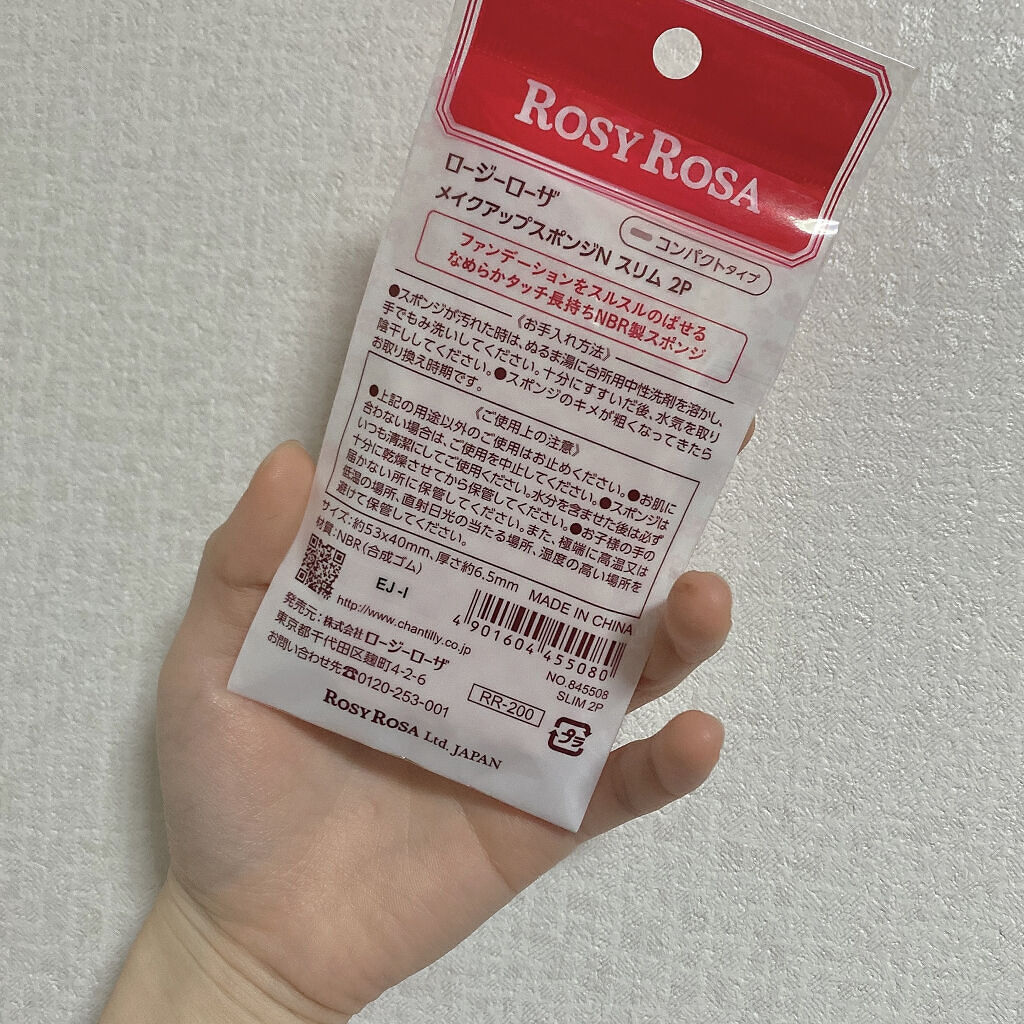 ROSY ROSA
ロージーローザ
メイクアップスポンジN スリム 2P
コンパクトタイプ
ファンデーションをスルスルのばせる
なめらかタッチ長持ちNBR製スポンジ
《お手入れ方法》
●スポンジが汚れた時は、ぬるま湯に台所用中性洗剤を溶かし、
手でもみ洗いしてください。十分にすすいだ後、水気を取り
陰干ししてください。●スポンジのキメが粗くなってきたら
お取り換え時期です。
《ご使用上の注意》
●上記の用途以外のご使用はお止めください。●お肌に
合わない場合は、ご使用を中止してください。●スポンジは
いつも清潔にしてご使用ください。水分を含ませた後は必ず
十分に乾燥させてから保管してください。●お子様の手の
届かない所に保管してください。また、極端に高温又は
低温の場所、直射日光の当たる場所、湿度の高い場所を
避けて保管してください。
サイズ:約53x40mm、厚さ約6.5mm
材質:NBR(合成ゴム)
MADE IN CHINA
EJ-I
http://www.chantilly.co.jp
4 901604 455080
発売元:株式会社ロージーローザ
東京都千代田区麹町4-2-6
お問い合わせ先☎0120-253-001
NO.845508
SLIM 2P
RR-200
プラ
ROSY ROSA Ltd. JAPAN